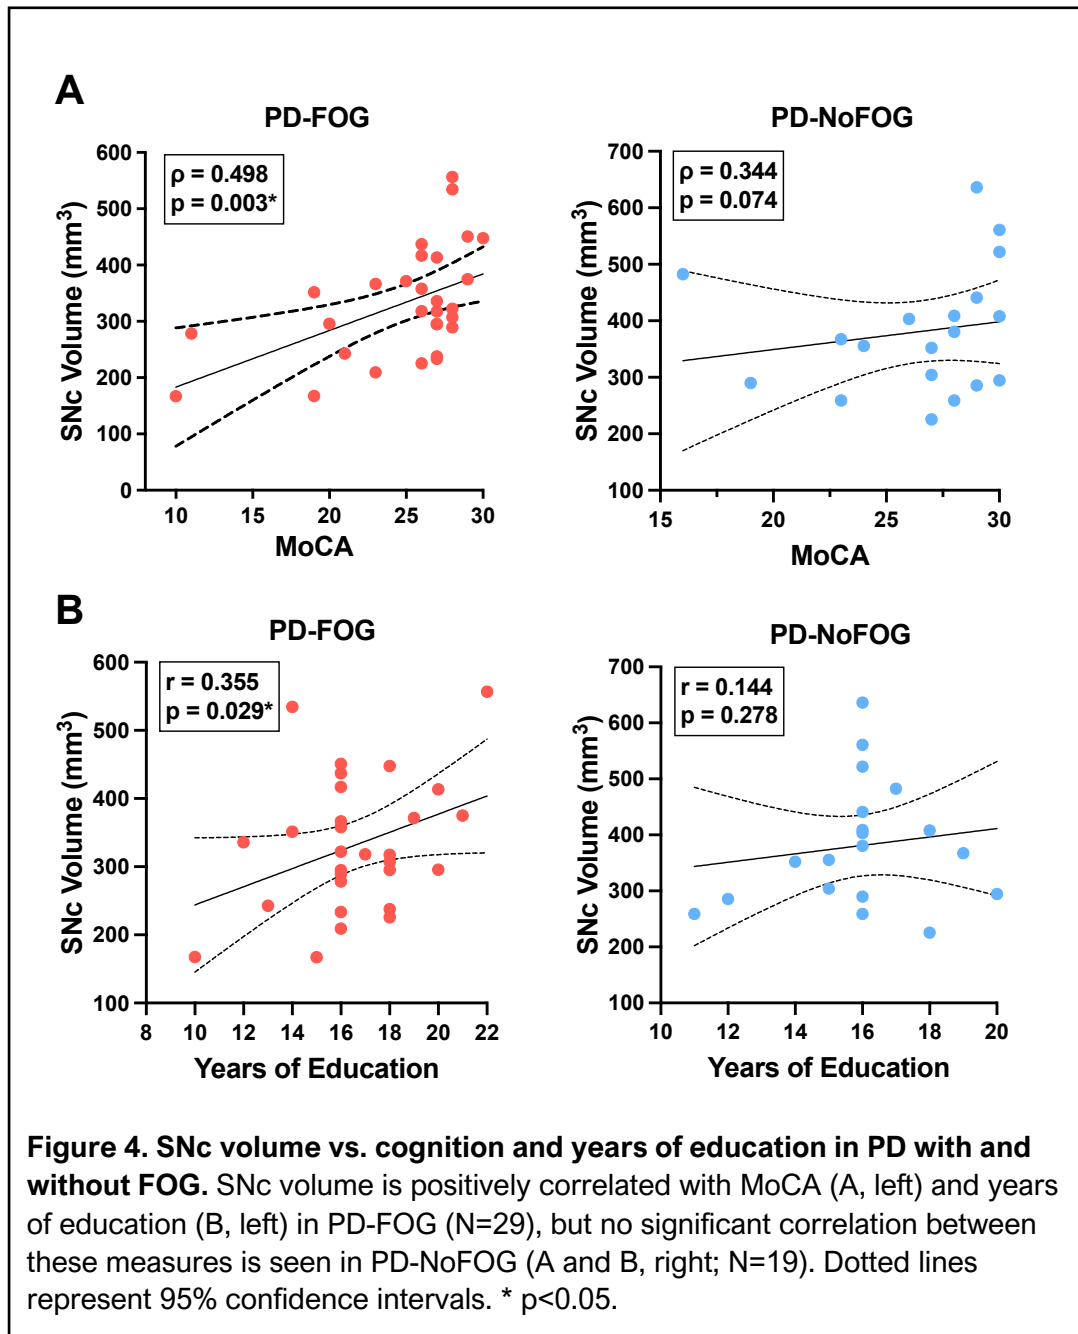 A
PD-FOG
PD-NoFOG
ρ = 0.498
p = 0.003*
SNc Volume (mm³)
600
500
400
300
200
100
0
10
15
20
25
30
MoCA
ρ = 0.344
p = 0.074
SNc Volume (mm³)
700
600
500
400
300
200
100
15
20
25
30
MoCA
B
PD-FOG
PD-NoFOG
r = 0.355
p = 0.029*
SNc Volume (mm³)
600
500
400
300
200
100
8
10
12
14
16
18
20
22
Years of Education
r = 0.144
p = 0.278
SNc Volume (mm³)
700
600
500
400
300
200
100
10
12
14
16
18
20
Years of Education
Figure 4. SNc volume vs. cognition and years of education in PD with and
without FOG. SNc volume is positively correlated with MoCA (A, left) and years
of education (B, left) in PD-FOG (N=29), but no significant correlation between
these measures is seen in PD-NoFOG (A and B, right; N=19). Dotted lines
represent 95% confidence intervals. * p<0.05.